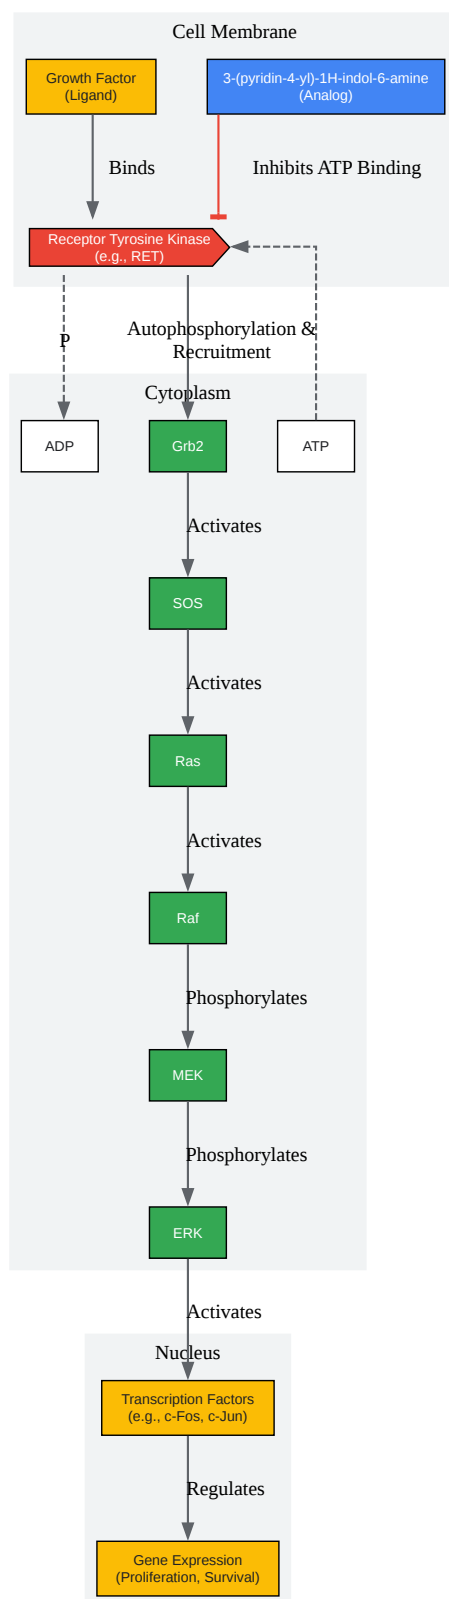 Cell Membrane
Growth Factor
(Ligand)
3-(pyridin-4-yl)-1H-indol-6-amine
(Analog)
Binds
Inhibits ATP Binding
Receptor Tyrosine Kinase
(e.g., RET)
P
Autophosphorylation &
Recruitment
Cytoplasm
ADP
Grb2
ATP
Activates
SOS
Activates
Ras
Activates
Raf
Phosphorylates
MEK
Phosphorylates
ERK
Activates
Nucleus
Transcription Factors
(e.g., c-Fos, c-Jun)
Regulates
Gene Expression
(Proliferation, Survival)